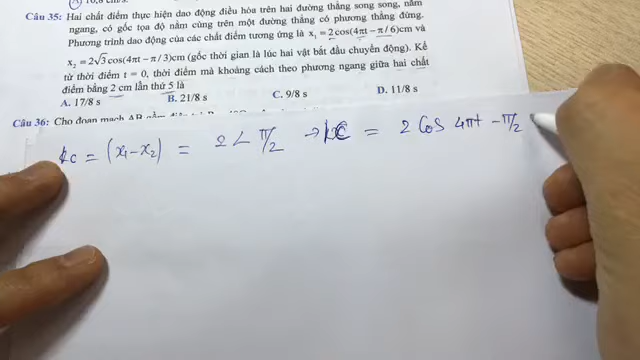 Câu 35: Hai chất điểm thực hiện dao động điều hòa trên hai đường thẳng song song, nằm
ngang, có gốc tọa độ nằm cùng trên một đường thẳng có phương thẳng đứng.
Phương trình dao động của các chất điểm tương ứng là x₁ = 2cos(4πt - π/6)cm và
x₂ = 2√3cos(4πt - π/3)cm (gốc thời gian là lúc hai vật bắt đầu chuyển động). Kể
từ thời điểm t = 0, thời điểm mà khoảng cách theo phương ngang giữa hai chất
điểm bằng 2 cm lần thứ 5 là
A. 17/8 s B. 21/8 s C. 9/8 s D. 11/8 s
Câu 36: Cho đoạn mạch AB
kc = (x₁-x₂) = 2∠π/2 → = 2 Cos 4πt - π/2